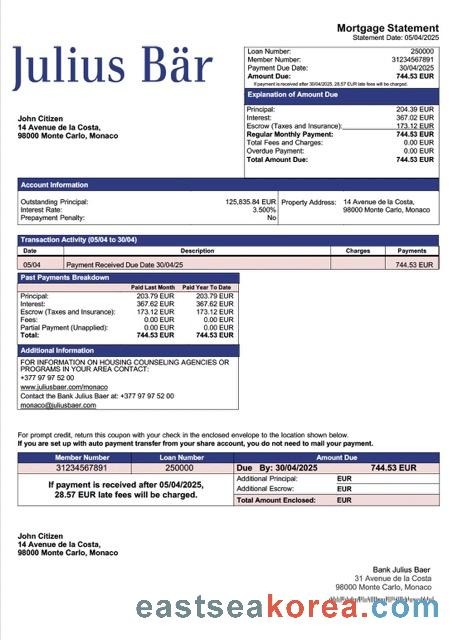 Mortgage Statement
Statement Date: 05/04/2025
Julius Bär
Loan Number: 250000
Member Number: 31234567891
Payment Due Date: 30/04/2025
Amount Due: 744.53 EUR
If payment is received after 30/04/2025, 28.57 EUR late fees will be charged.
Explanation of Amount Due
Principal: 204.39 EUR
Interest: 367.02 EUR
Escrow (Taxes and Insurance): 173.12 EUR
Regular Monthly Payment: 744.53 EUR
Total Fees and Charges: 0.00 EUR
Overdue Payment: 0.00 EUR
Total Amount Due: 744.53 EUR
John Citizen
14 Avenue de la Costa,
98000 Monte Carlo, Monaco
Account Information
Outstanding Principal: 125,835.84 EUR
Interest Rate: 3.500%
Prepayment Penalty: No
Property Address: 14 Avenue de la Costa,
98000 Monte Carlo, Monaco
Transaction Activity (05/04 to 30/04)
Date Description Charges Payments
05/04 Payment Received Due Date 30/04/25 744.53 EUR
Past Payments Breakdown
Paid Last Month Paid Year To Date
Principal: 203.79 EUR 203.79 EUR
Interest: 367.62 EUR 367.62 EUR
Escrow (Taxes and Insurance): 173.12 EUR 173.12 EUR
Fees: 0.00 EUR 0.00 EUR
Partial Payment (Unapplied): 0.00 EUR 0.00 EUR
Total: 744.53 EUR 744.53 EUR
Additional Information
FOR INFORMATION ON HOUSING COUNSELING AGENCIES OR
PROGRAMS IN YOUR AREA CONTACT:
+377 97 97 52 00
www.juliusbaer.com/monaco
Contact the Bank Julius Baer at: +377 97 97 52 00
monaco@juliusbaer.com
For prompt credit, return this coupon with your check in the enclosed envelope to the location shown below.
If you are set up with auto payment transfer from your share account, you do not need to mail your payment.
Member Number Loan Number Amount Due
31234567891 250000 Due By: 30/04/2025 744.53 EUR
If payment is received after 05/04/2025,
28.57 EUR late fees will be charged.
Additional Principal: EUR
Additional Escrow: EUR
Total Amount Enclosed: EUR
John Citizen
14 Avenue de la Costa,
98000 Monte Carlo, Monaco
Bank Julius Baer
31 Avenue de la Costa
98000 Monte Carlo, Monaco
eastseakorea.com